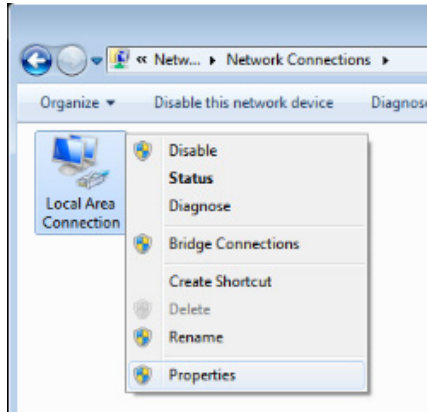 « Netw... ▸ Network Connections ▸
Organize ▾ Disable this network device Diagnos
Local Area
Connection
Disable
Status
Diagnose
Bridge Connections
Create Shortcut
Delete
Rename
Properties